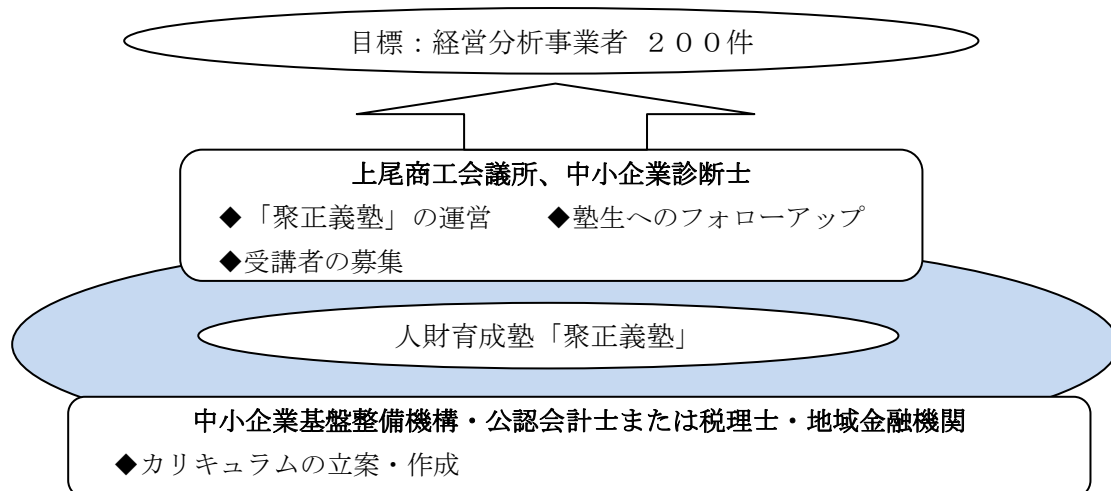 目標：経営分析事業者 ２００件
上尾商工会議所、中小企業診断士
◆「聚正義塾」の運営　　◆塾生へのフォローアップ
◆受講者の募集
人財育成塾「聚正義塾」
中小企業基盤整備機構・公認会計士または税理士・地域金融機関
◆カリキュラムの立案・作成